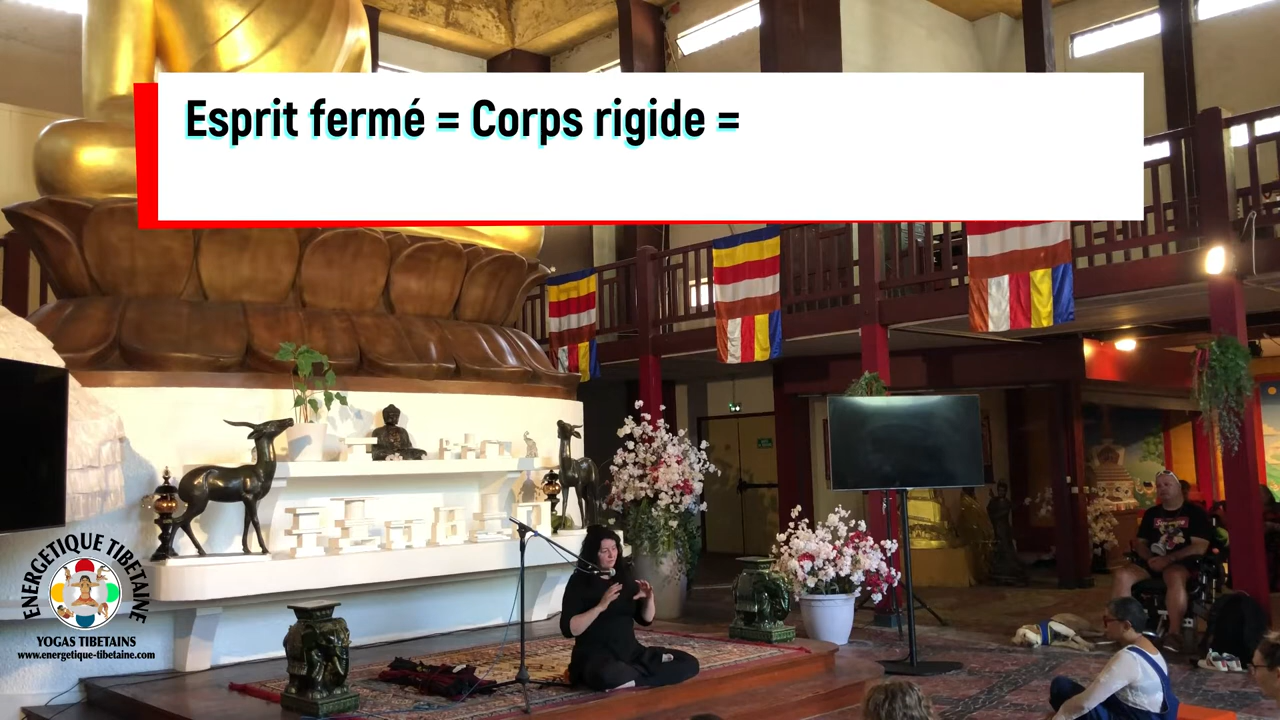 Esprit fermé = Corps rigide =
ENERGETIQUE TIBETAINE
YOGAS TIBETAINS
www.energetique-tibetaine.com